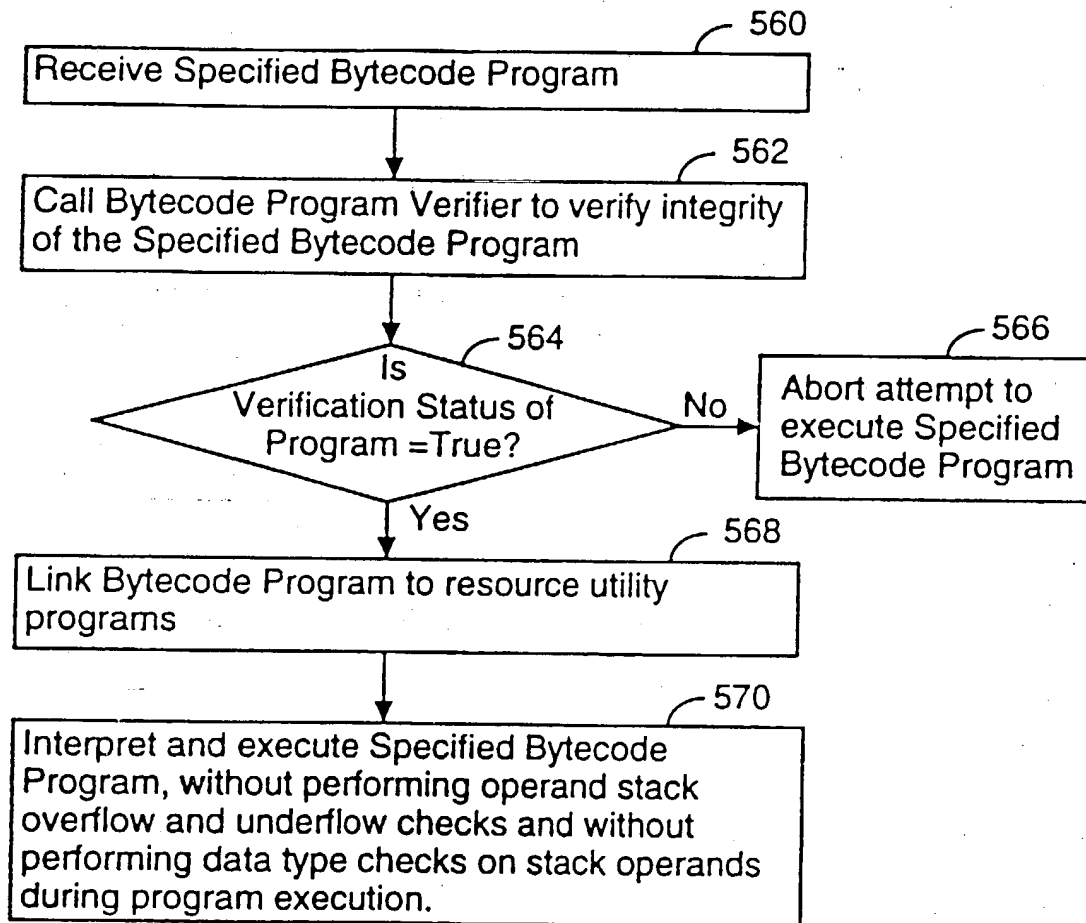 560
Receive Specified Bytecode Program
562
Call Bytecode Program Verifier to verify integrity
of the Specified Bytecode Program
564
Is
Verification Status of
Program =True?
No
566
Abort attempt to
execute Specified
Bytecode Program
Yes
568
Link Bytecode Program to resource utility
programs
570
Interpret and execute Specified Bytecode
Program, without performing operand stack
overflow and underflow checks and without
performing data type checks on stack operands
during program execution.